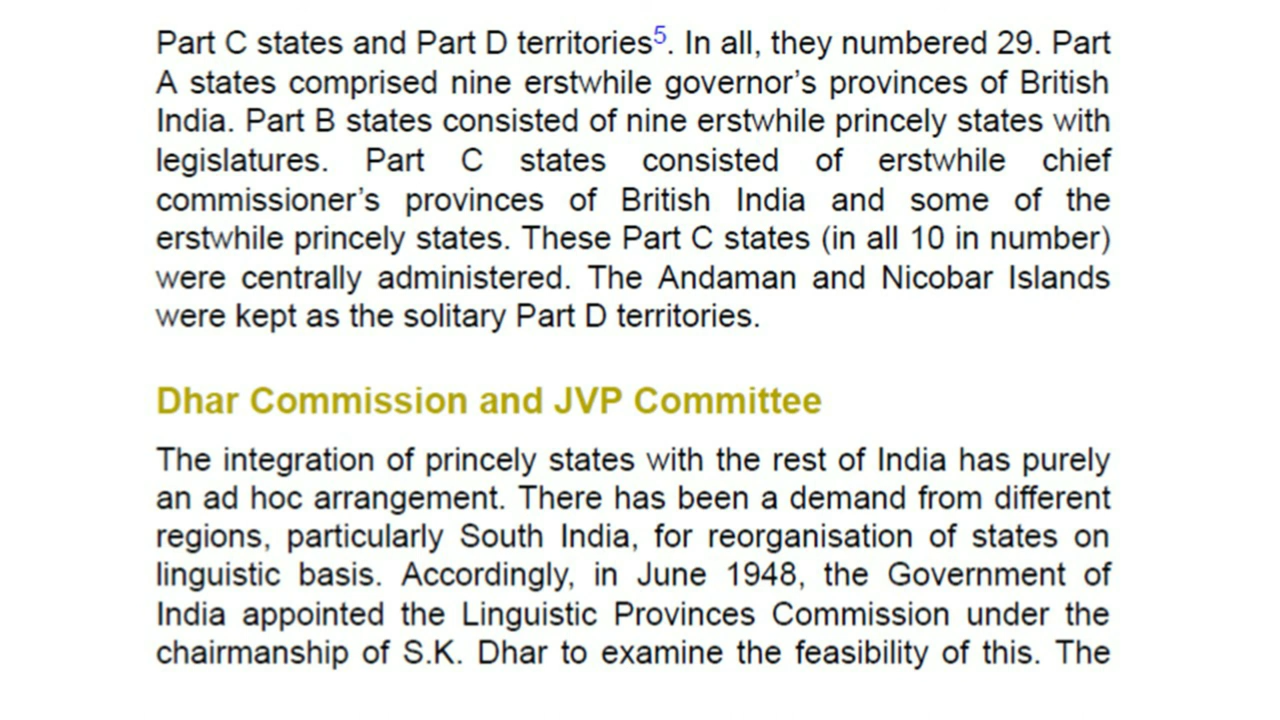 Part C states and Part D territories5. In all, they numbered 29. Part
A states comprised nine erstwhile governor’s provinces of British
India. Part B states consisted of nine erstwhile princely states with
legislatures. Part C states consisted of erstwhile chief
commissioner’s provinces of British India and some of the
erstwhile princely states. These Part C states (in all 10 in number)
were centrally administered. The Andaman and Nicobar Islands
were kept as the solitary Part D territories.
Dhar Commission and JVP Committee
The integration of princely states with the rest of India has purely
an ad hoc arrangement. There has been a demand from different
regions, particularly South India, for reorganisation of states on
linguistic basis. Accordingly, in June 1948, the Government of
India appointed the Linguistic Provinces Commission under the
chairmanship of S.K. Dhar to examine the feasibility of this. The